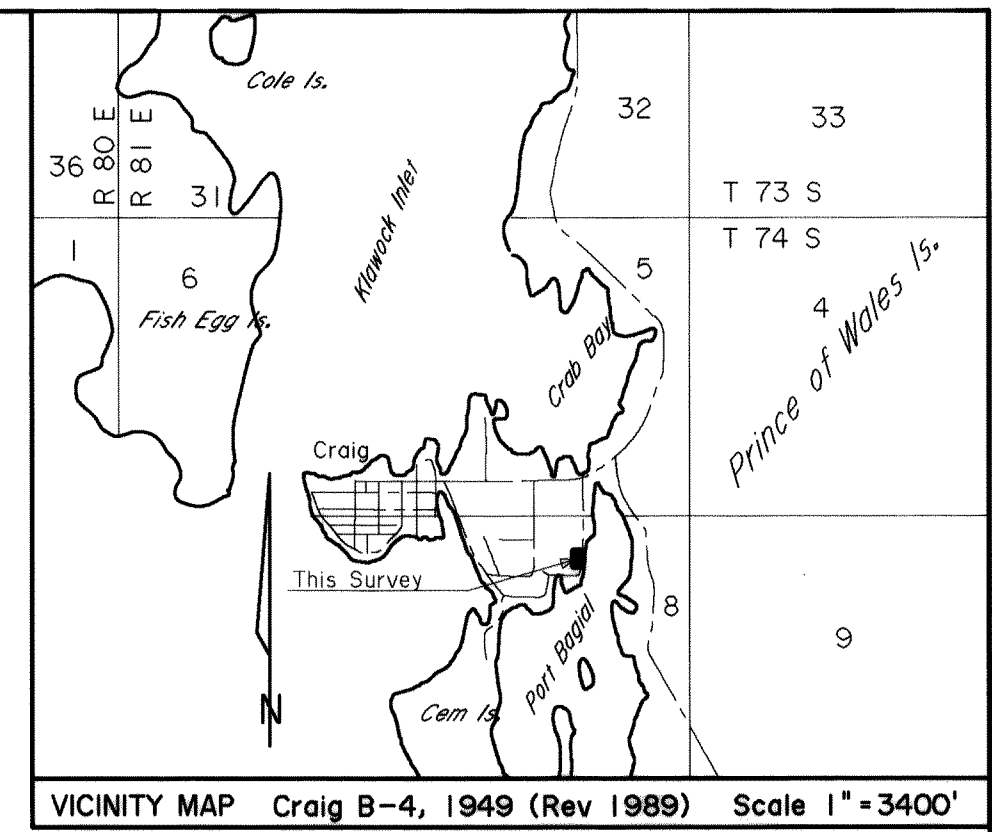 Cole Is.
32
33
36
R 80 E
R 81 E
31
Klawock Inlet
T 73 S
T 74 S
1
6
5
4
Fish Egg Is.
Crab Bay
Prince of Wales Is.
Craig
This Survey
8
9
Port Bagial
Cem Is.
N
VICINITY MAP Craig B-4, 1949 (Rev 1989) Scale 1" = 3400'